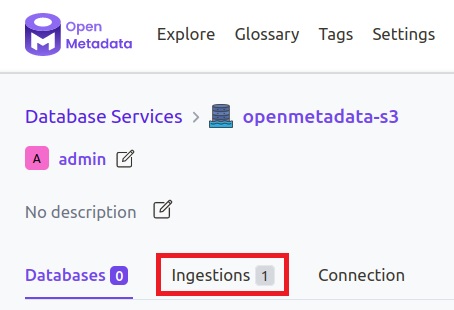 Open
Metadata
Explore Glossary Tags Settings
Database Services > openmetadata-s3
A admin
No description
Databases 0 Ingestions 1 Connection